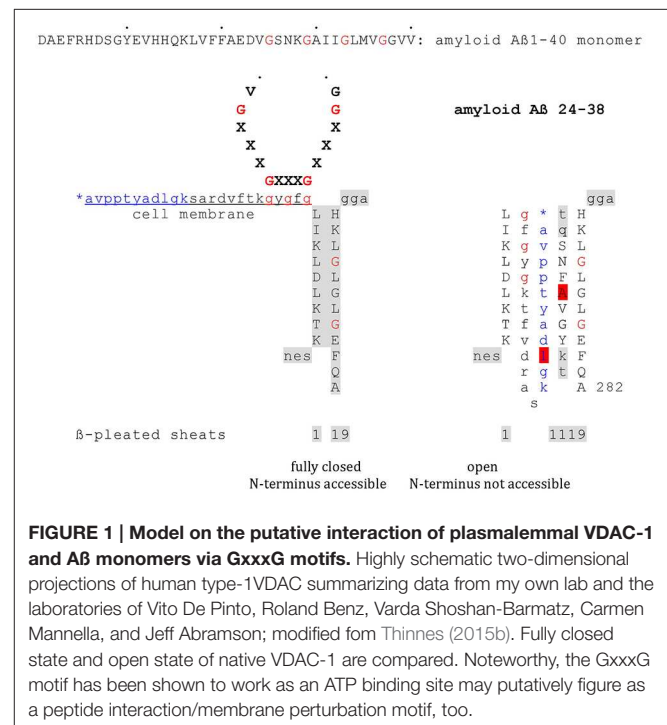 . . . .
DAEFRHDSGYEVHHQKLVFFAEDVGSNKGAIIGLMVGGVV: amyloid Aß1-40 monomer
. .
V G
G G amyloid Aß 24-38
X X
X X
X X
GXXXG
*avpptyadlgksardvftkgygfg gga gga
cell membrane L H L g * t H
I K I f a q K
K L K g v S L
L G L y p N G
D L D g p F L
L G L k t A G
K L K t y V L
T G T f a G G
K E K v d Y E
nes F nes d l k F
Q r g t Q
A a k A 282
s
ß-pleated sheats 1 19 1 1119
fully closed open
N-terminus accessible N-terminus not accessible
FIGURE 1 | Model on the putative interaction of plasmalemmal VDAC-1
and Aß monomers via GxxxG motifs. Highly schematic two-dimensional
projections of human type-1VDAC summarizing data from my own lab and the
laboratories of Vito De Pinto, Roland Benz, Varda Shoshan-Barmatz, Carmen
Mannella, and Jeff Abramson; modified fom Thinnes (2015b). Fully closed
state and open state of native VDAC-1 are compared. Noteworthy, the GxxxG
motif has been shown to work as an ATP binding site may putatively figure as
a peptide interaction/membrane perturbation motif, too.